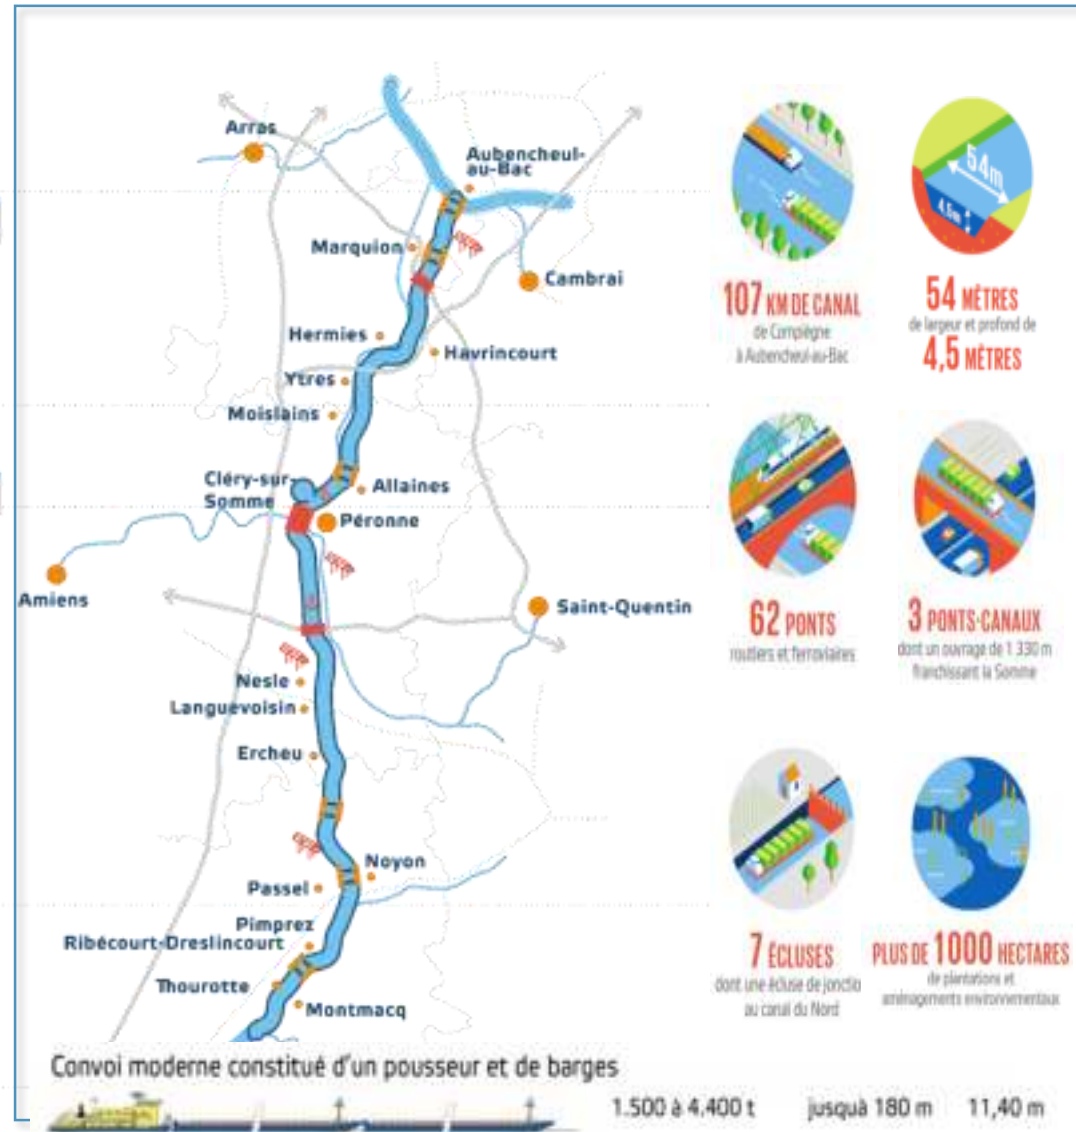 Arras
Aubencheul-
au-Bac
Marquion
Cambrai
Hermies
Havrincourt
Ytres
Moislains
Cléry-sur-
Somme
Allaines
Péronne
Amiens
Saint-Quentin
Nesle
Languevoisin
Ercheu
Noyon
Passel
Pimprez
Ribécourt-Dreslincourt
Thourotte
Montmacq
107 KM DE CANAL
de Compiègne
à Aubencheul-au-Bac
54m
4.5m
54 MÈTRES
de largeur et profond de
4,5 MÈTRES
62 PONTS
routiers et ferroviaires
3 PONTS-CANAUX
dont un ouvrage de 1 330 m
franchissant la Somme
7 ÉCLUSES
dont une écluse de jonctio
au canal du Nord
PLUS DE 1000 HECTARES
de plantations et
aménagements environnementaux
Convoi moderne constitué d'un pousseur et de barges
1.500 à 4.400 t jusquà 180 m 11,40 m